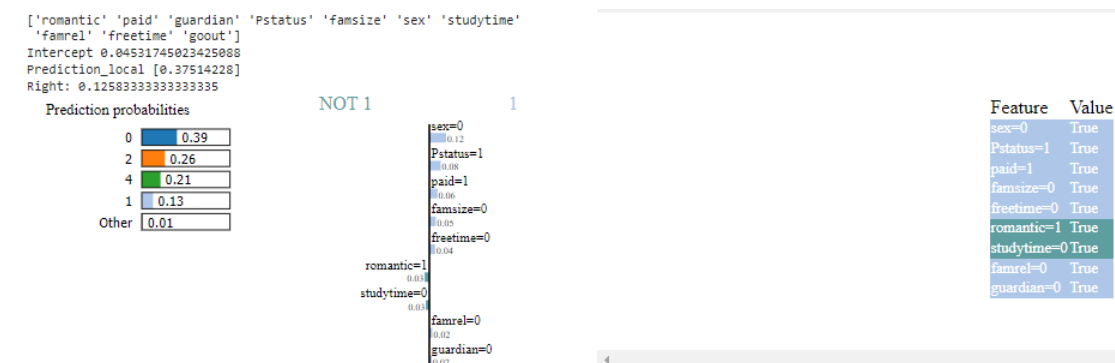 ['romantic' 'paid' 'guardian' 'Pstatus' 'famsize' 'sex' 'studytime'
'famrel' 'freetime' 'goout']
Intercept 0.04531745023425088
Prediction_local [0.37514228]
Right: 0.12583333333333335
Prediction probabilities
0 0.39
2 0.26
4 0.21
1 0.13
Other 0.01
NOT 1 1
sex=0
0.12
Pstatus=1
0.08
paid=1
0.06
famsize=0
0.05
freetime=0
0.04
romantic=1
0.03
studytime=0
0.03
famrel=0
0.02
guardian=0
0.02
Feature Value
sex=0 True
Pstatus=1 True
paid=1 True
famsize=0 True
freetime=0 True
romantic=1 True
studytime=0 True
famrel=0 True
guardian=0 True